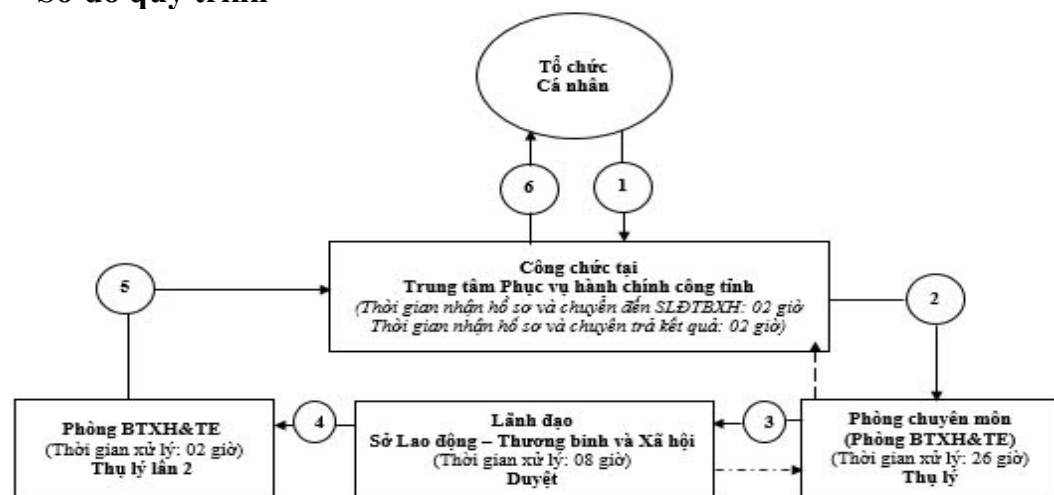 Sơ đồ quy trình
Tổ chức
Cá nhân
6
1
Công chức tại
Trung tâm Phục vụ hành chính công tỉnh
(Thời gian nhận hồ sơ và chuyển đến SLĐTBXH: 02 giờ
Thời gian nhận hồ sơ và chuyển trả kết quả: 02 giờ)
5
2
Phòng BTXH&TE
(Thời gian xử lý: 02 giờ)
Thụ lý lần 2
4
Lãnh đạo
Sở Lao động – Thương binh và Xã hội
(Thời gian xử lý: 08 giờ)
Duyệt
3
Phòng chuyên môn
(Phòng BTXH&TE)
(Thời gian xử lý: 26 giờ)
Thụ lý